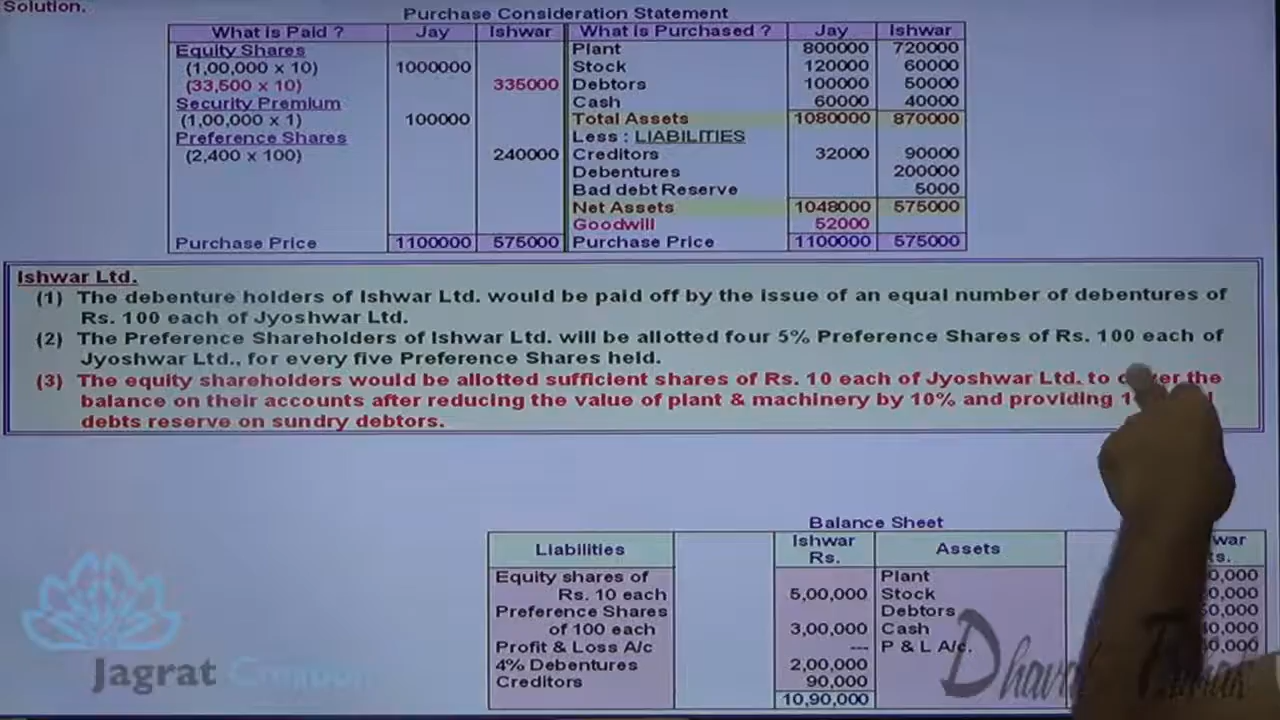 Solution.
Purchase Consideration Statement
What is Paid ? Jay Ishwar What is Purchased ? Jay Ishwar
Equity Shares Plant 800000 720000
(1,00,000 x 10) 1000000 Stock 120000 60000
(33,500 x 10) 335000 Debtors 100000 50000
Security Premium Cash 60000 40000
(1,00,000 x 1) 100000 Total Assets 1080000 870000
Preference Shares Less : LIABILITIES
(2,400 x 100) 240000 Creditors 32000 90000
Debentures 200000
Bad debt Reserve 5000
Net Assets 1048000 575000
Goodwill 52000
Purchase Price 1100000 575000 Purchase Price 1100000 575000
Ishwar Ltd.
(1) The debenture holders of Ishwar Ltd. would be paid off by the issue of an equal number of debentures of
Rs. 100 each of Jyoshwar Ltd.
(2) The Preference Shareholders of Ishwar Ltd. will be allotted four 5% Preference Shares of Rs. 100 each of
Jyoshwar Ltd., for every five Preference Shares held.
(3) The equity shareholders would be allotted sufficient shares of Rs. 10 each of Jyoshwar Ltd. to the
balance on their accounts after reducing the value of plant & machinery by 10% and providing
debts reserve on sundry debtors.
Balance Sheet
Liabilities Ishwar Assets
Rs.
Equity shares of Plant
Rs. 10 each 5,00,000 Stock
Preference Shares Debtors
of 100 each 3,00,000 Cash
Profit & Loss A/c --- P & L A/c.
4% Debentures 2,00,000
Creditors 90,000
10,90,000
Jagrat